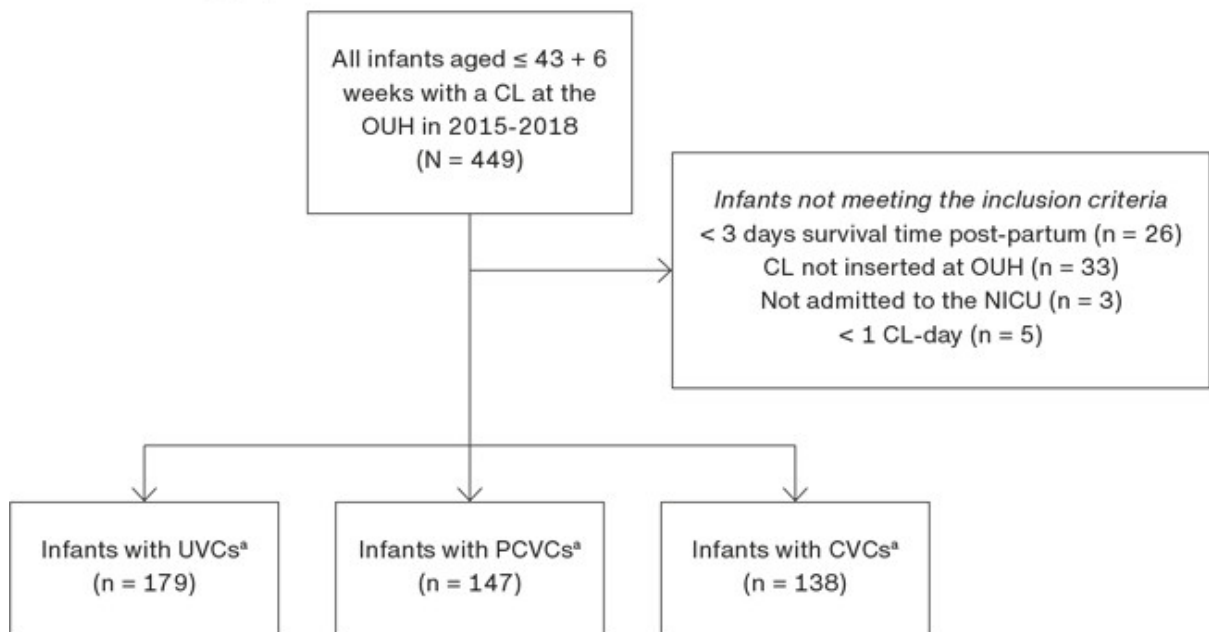 All infants aged ≤ 43 + 6
weeks with a CL at the
OUH in 2015-2018
(N = 449)
Infants not meeting the inclusion criteria
< 3 days survival time post-partum (n = 26)
CL not inserted at OUH (n = 33)
Not admitted to the NICU (n = 3)
< 1 CL-day (n = 5)
Infants with UVCsᵃ
(n = 179)
Infants with PCVCsᵃ
(n = 147)
Infants with CVCsᵃ
(n = 138)